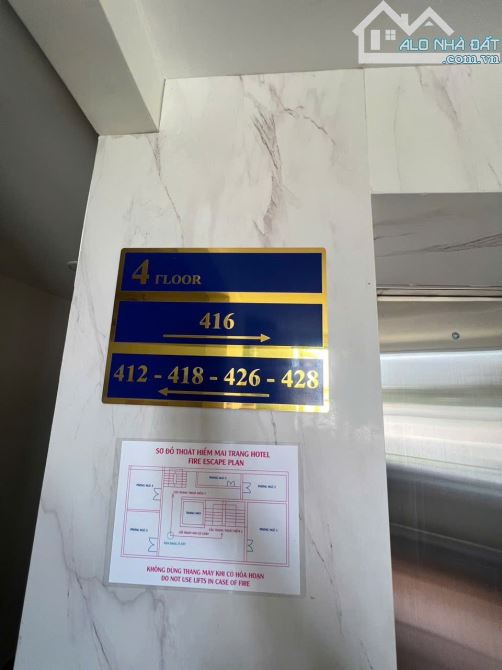 ALO NHÀ ĐẤT
.com.vn
4 FLOOR
416
412 - 418 - 426 - 428
SƠ ĐỒ THOÁT HIỂM MAI TRANG HOTEL
FIRE ESCAPE PLAN
KHÔNG DÙNG THANG MÁY KHI CÓ HỎA HOẠN
DO NOT USE LIFTS IN CASE OF FIRE